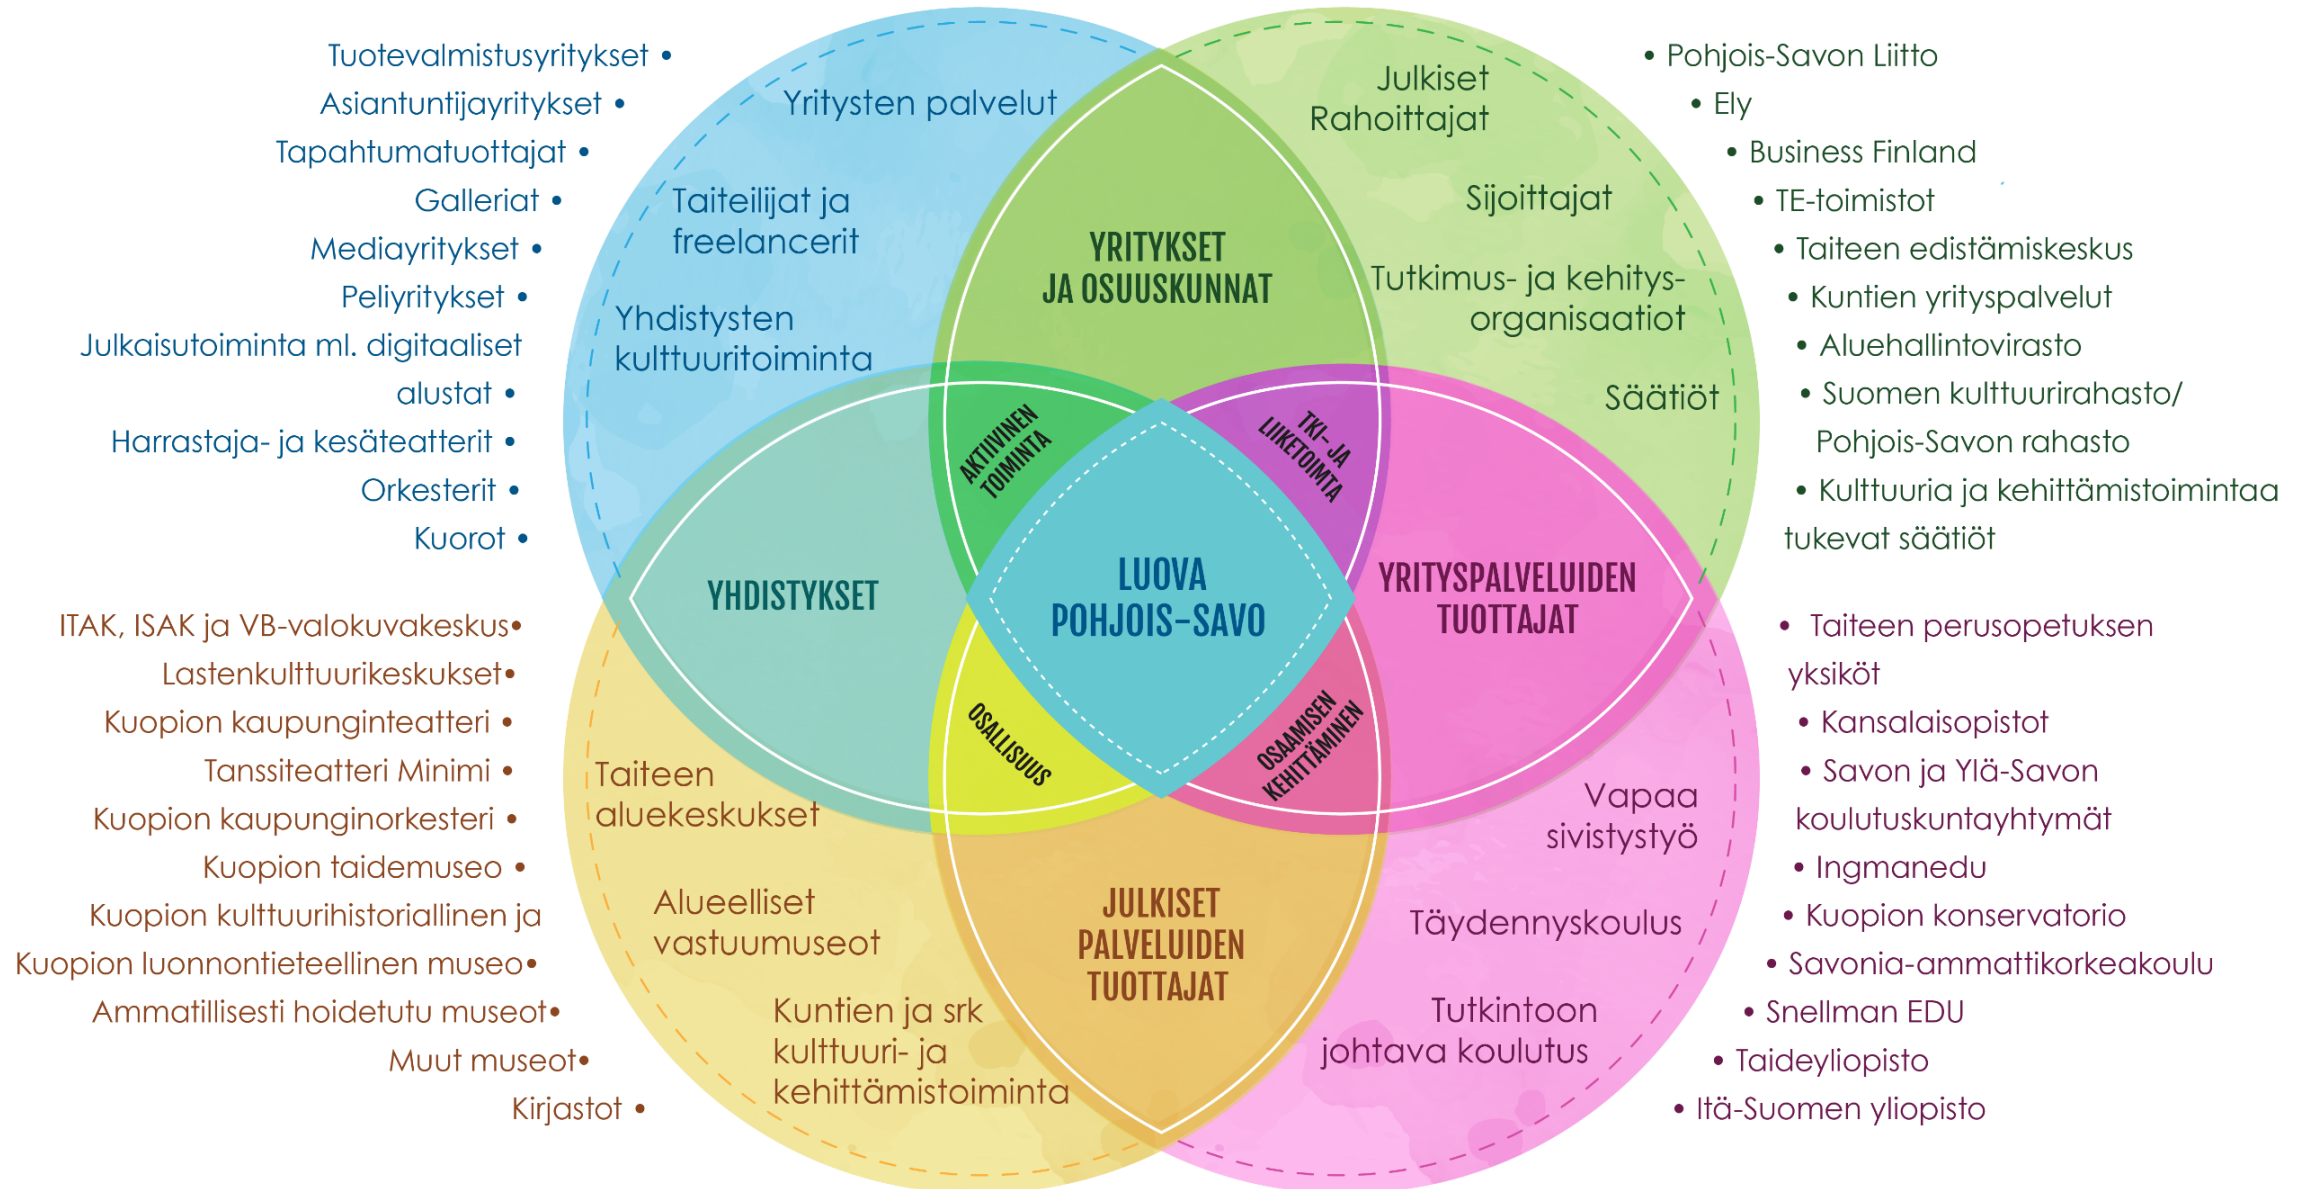 Tuotevalmistusyritykset •
Asiantuntijayritykset •
Tapahtumatuottajat •
Galleriat •
Mediayritykset •
Peliyritykset •
Julkaisutoiminta ml. digitaaliset
alustat •
Harrastaja- ja kesäteatterit •
Orkesterit •
Kuorot •
ITAK, ISAK ja VB-valokuvakeskus•
Lastenkulttuurikeskukset•
Kuopion kaupunginteatteri •
Tanssiteatteri Minimi •
Kuopion kaupunginorkesteri •
Kuopion taidemuseo •
Kuopion kulttuurihistoriallinen ja
Kuopion luonnontieteellinen museo•
Ammatillisesti hoidetutu museot•
Muut museot•
Kirjastot •
Yritysten palvelut
Taiteilijat ja
freelancerit
Yhdistysten
kulttuuritoiminta
Julkiset
Rahoittajat
Sijoittajat
Tutkimus- ja kehitys-
organisaatiot
Säätiöt
YRITYKSET
JA OSUUSKUNNAT
AKTIIVINEN
TOIMINTA
TKI- JA
LIIKETOIMTA
YHDISTYKSET
LUOVA
POHJOIS-SAVO
YRITYSPALVELUIDEN
TUOTTAJAT
OSALLISUUS
OSAAMISEN
KEHITTÄMINEN
JULKISET
PALVELUIDEN
TUOTTAJAT
Taiteen
aluekeskukset
Alueelliset
vastuumuseot
Kuntien ja srk
kulttuuri- ja
kehittämistoiminta
Vapaa
sivistystyö
Täydennyskoulus
Tutkintoon
johtava koulutus
• Pohjois-Savon Liitto
• Ely
• Business Finland
• TE-toimistot
• Taiteen edistämiskeskus
• Kuntien yrityspalvelut
• Aluehallintovirasto
• Suomen kulttuurirahasto/
Pohjois-Savon rahasto
• Kulttuuria ja kehittämistoimintaa
tukevat säätiöt
• Taiteen perusopetuksen
yksiköt
• Kansalaisopistot
• Savon ja Ylä-Savon
koulutuskuntayhtymät
• Ingmanedu
• Kuopion konservatorio
• Savonia-ammattikorkeakoulu
• Snellman EDU
• Taideyliopisto
• Itä-Suomen yliopisto